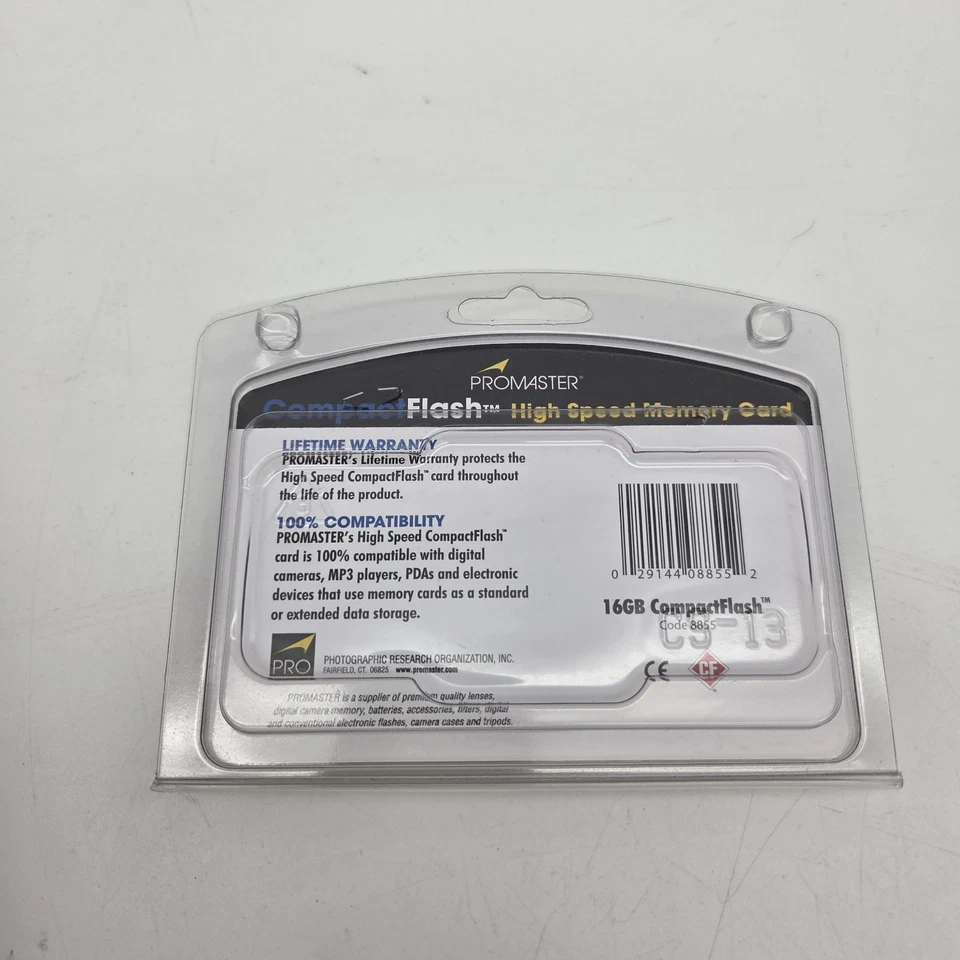 PROMASTER®
CompactFlash™ High Speed Memory Card
LIFETIME WARRANTY
PROMASTER's Lifetime Warranty protects the
High Speed CompactFlash™ card throughout
the life of the product.
100% COMPATIBILITY
PROMASTER's High Speed CompactFlash™
card is 100% compatible with digital
cameras, MP3 players, PDAs and electronic
devices that use memory cards as a standard
or extended data storage.
0 29144 08855 2
16GB CompactFlash™
Code 8855
CS-13
PRO
PHOTOGRAPHIC RESEARCH ORGANIZATION, INC.
FAIRFIELD, CT. 06825 www.promaster.com
CE
CF
PROMASTER is a supplier of premium quality lenses,
digital camera memory, batteries, accessories, filters, digital
and conventional electronic flashes, camera cases and tripods.